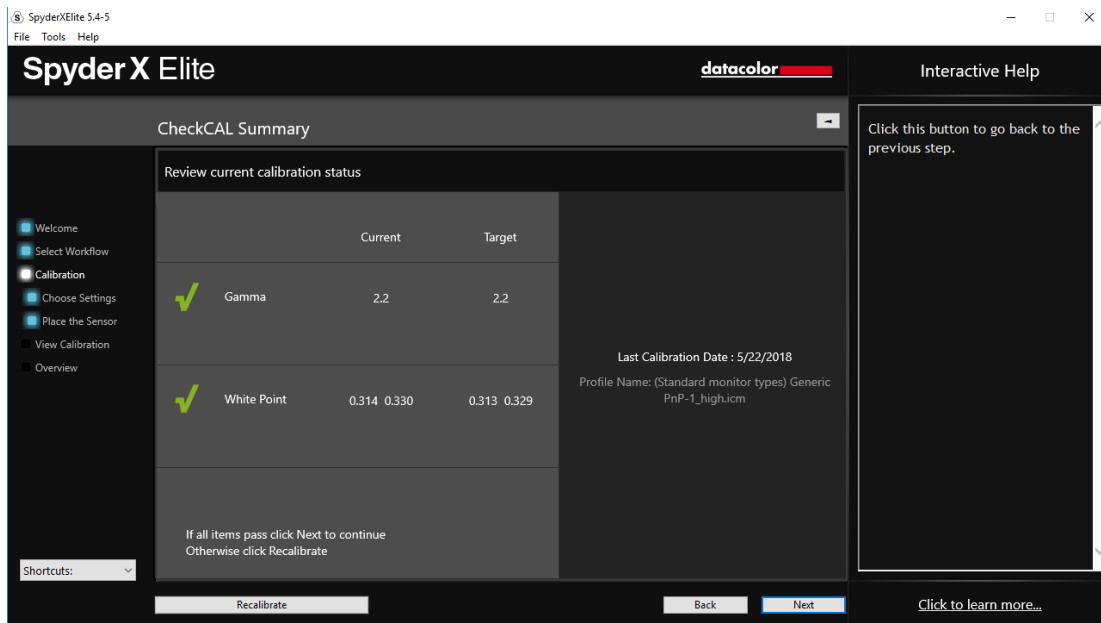 SpyderXElite 5.4-5
File Tools Help
Spyder X Elite
datacolor
Interactive Help
CheckCAL Summary
Click this button to go back to the
previous step.
Review current calibration status
Welcome
Select Workflow
Calibration
Choose Settings
Place the Sensor
View Calibration
Overview
Current Target
Gamma 2.2 2.2
White Point 0.314 0.330 0.313 0.329
If all items pass click Next to continue
Otherwise click Recalibrate
Last Calibration Date : 5/22/2018
Profile Name: (Standard monitor types) Generic
PnP-1_high.icm
Shortcuts:
Recalibrate
Back
Next
Click to learn more...